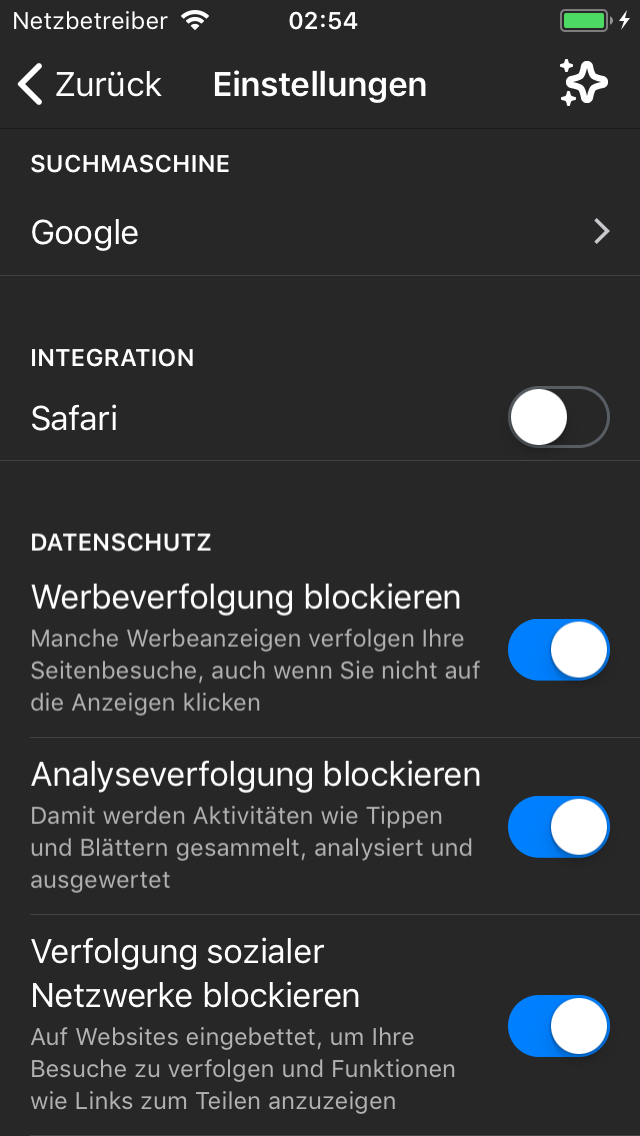 Netzbetreiber 02:54
Zurück Einstellungen
SUCHMASCHINE
Google
INTEGRATION
Safari
DATENSCHUTZ
Werbeverfolgung blockieren
Manche Werbeanzeigen verfolgen Ihre
Seitenbesuche, auch wenn Sie nicht auf
die Anzeigen klicken
Analyseverfolgung blockieren
Damit werden Aktivitäten wie Tippen
und Blättern gesammelt, analysiert und
ausgewertet
Verfolgung sozialer
Netzwerke blockieren
Auf Websites eingebettet, um Ihre
Besuche zu verfolgen und Funktionen
wie Links zum Teilen anzuzeigen